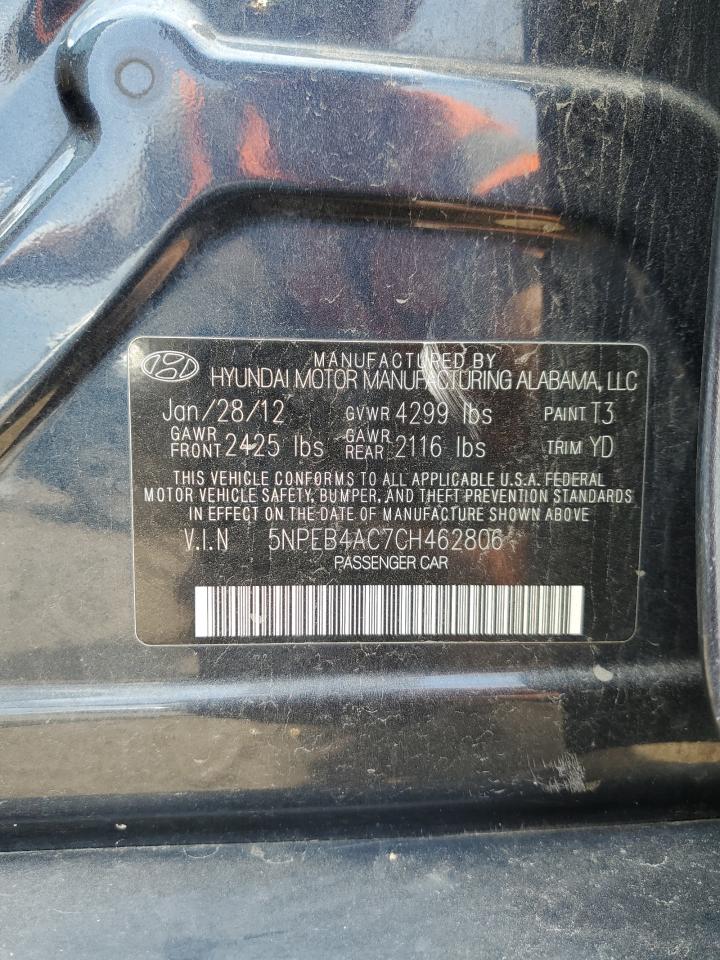 MANUFACTURED BY
HYUNDAI MOTOR MANUFACTURING ALABAMA, LLC
Jan/28/12 GVWR 4299 lbs PAINT T3
GAWR FRONT 2425 lbs GAWR REAR 2116 lbs TRIM YD
THIS VEHICLE CONFORMS TO ALL APPLICABLE U.S.A. FEDERAL
MOTOR VEHICLE SAFETY, BUMPER, AND THEFT PREVENTION STANDARDS
IN EFFECT ON THE DATE OF MANUFACTURE SHOWN ABOVE
V.I.N 5NPEB4AC7CH462806
PASSENGER CAR